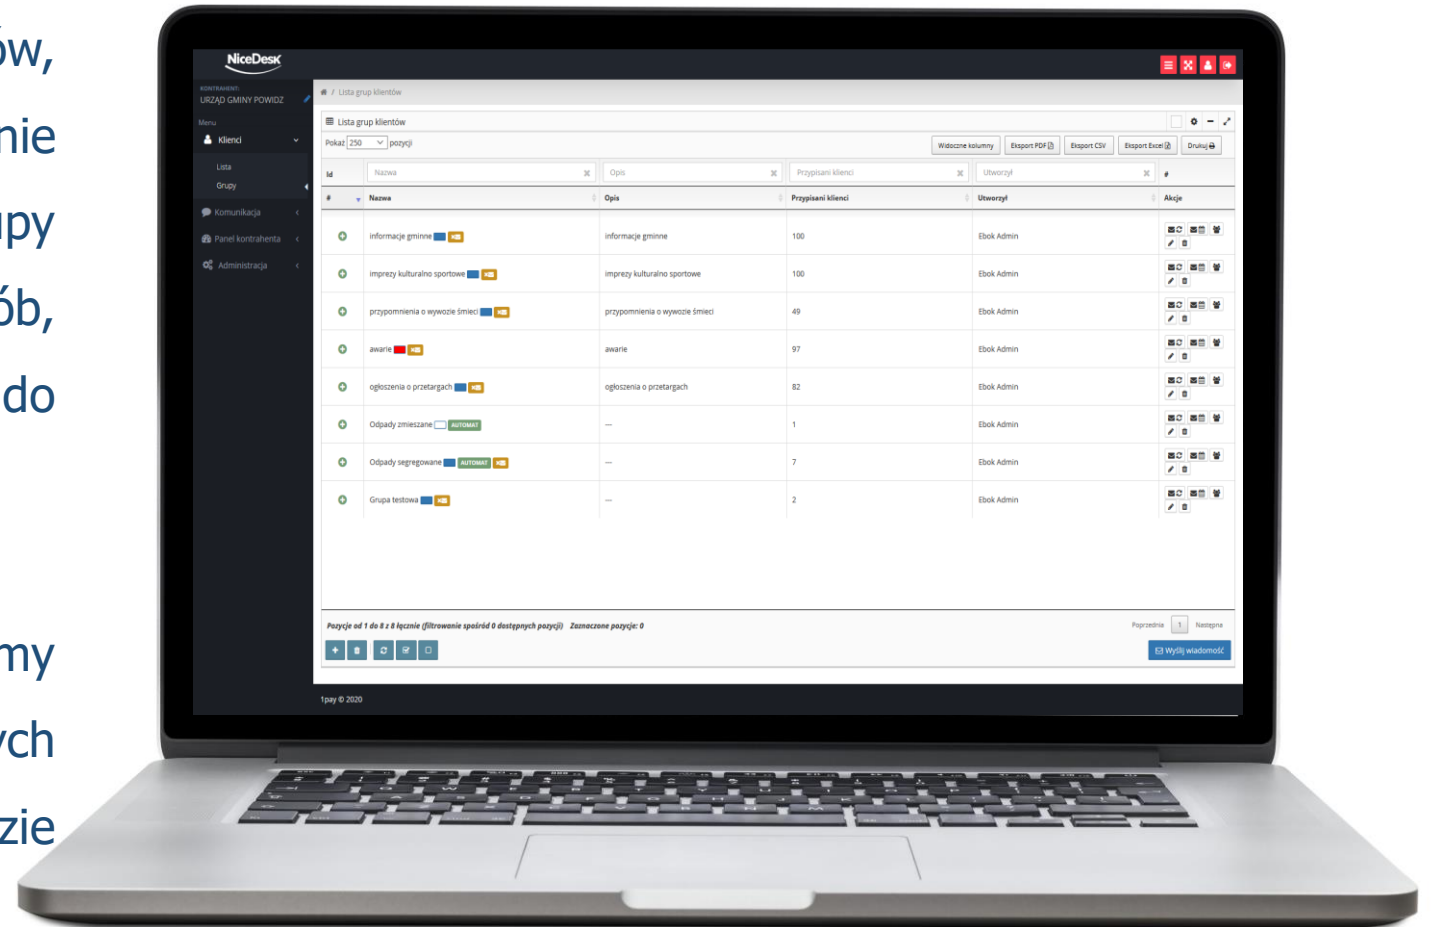 ów,
nie
upy
ób,
do
my
ych
zie
NiceDesk
KONTRAHENT:
URZĄD GMINY POWIDZ
Menu
Klienci
Lista
Grupy
Komunikacja
Panel kontrahenta
Administracja
/ Lista grup klientów
Lista grup klientów
Pokaż 250 pozycji
Widoczne kolumny Eksport PDF Eksport CSV Eksport Excel Drukuj
Id Nazwa Opis Przypisani klienci Utworzył #
# Nazwa Opis Przypisani klienci Utworzył Akcje
informacje gminne informacje gminne 100 Ebok Admin
imprezy kulturalno sportowe imprezy kulturalno sportowe 100 Ebok Admin
przypomnienia o wywozie śmieci przypomnienia o wywozie śmieci 49 Ebok Admin
awarie awarie 97 Ebok Admin
ogłoszenia o przetargach ogłoszenia o przetargach 82 Ebok Admin
Odpady zmieszane AUTOMAT — 1 Ebok Admin
Odpady segregowane AUTOMAT — 7 Ebok Admin
Grupa testowa — 2 Ebok Admin
Pozycje od 1 do 8 z 8 łącznie (filtrowanie spośród 0 dostępnych pozycji) Zaznaczone pozycje: 0
Poprzednia 1 Następna
Wyślij wiadomość
1pay © 2020